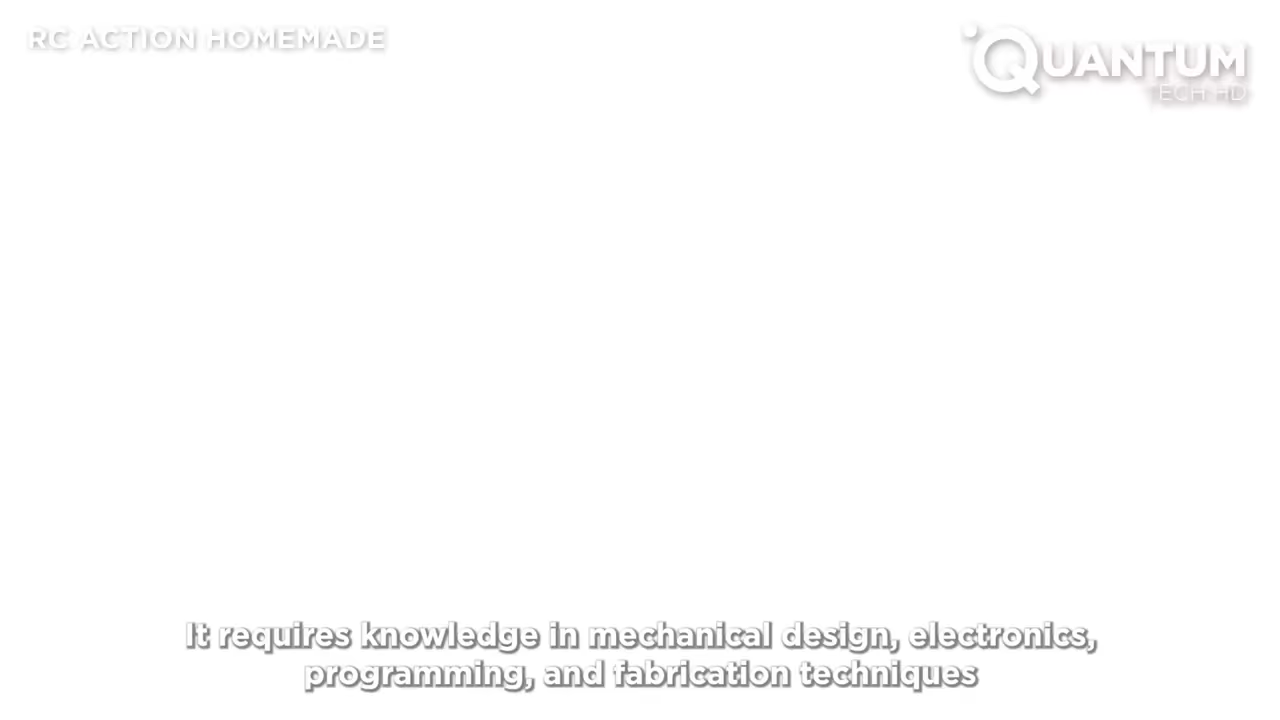 RC ACTION HOMEMADE
QUANTUM
TECH HD
It requires knowledge in mechanical design, electronics,
programming, and fabrication techniques